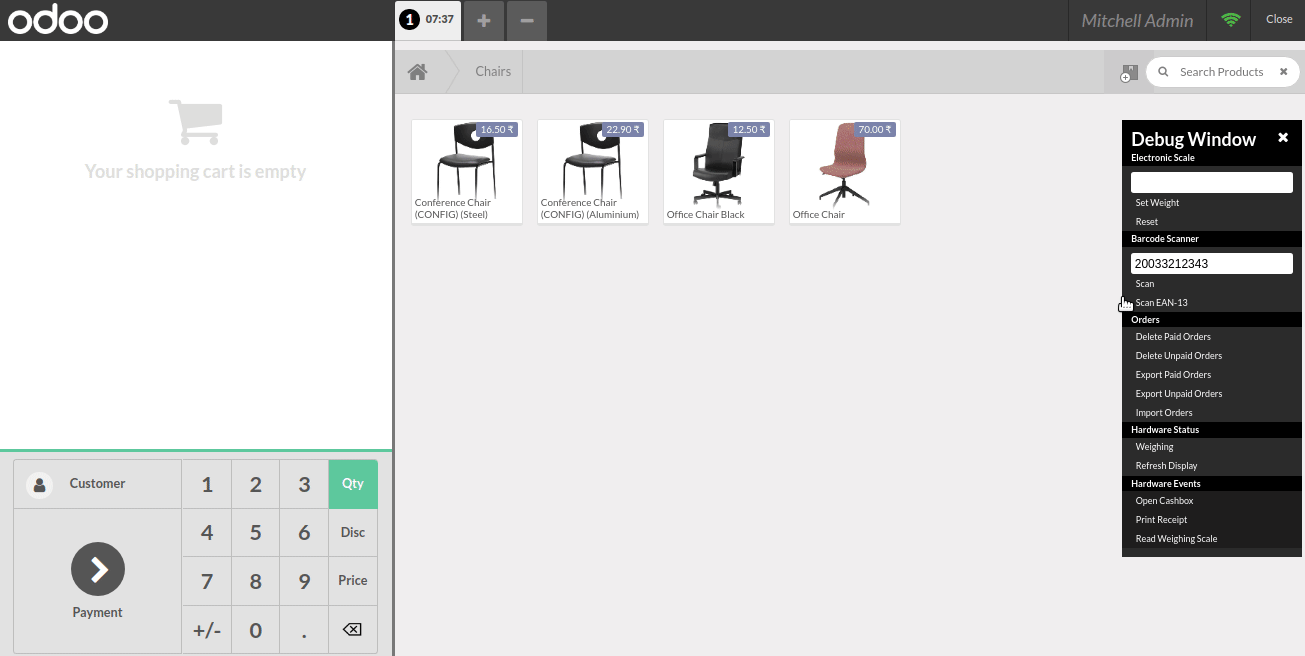 odoo
1 07:37
Mitchell Admin
Close
Your shopping cart is empty
Chairs
Search Products
16.50 ₹
Conference Chair
(CONFIG) (Steel)
22.90 ₹
Conference Chair
(CONFIG) (Aluminium)
12.50 ₹
Office Chair Black
70.00 ₹
Office Chair
Customer
Payment
1 2 3 Qty
4 5 6 Disc
7 8 9 Price
+/- 0 .
Debug Window
Electronic Scale
Set Weight
Reset
Barcode Scanner
20033212343
Scan
Scan EAN-13
Orders
Delete Paid Orders
Delete Unpaid Orders
Export Paid Orders
Export Unpaid Orders
Import Orders
Hardware Status
Weighing
Refresh Display
Hardware Events
Open Cashbox
Print Receipt
Read Weighing Scale